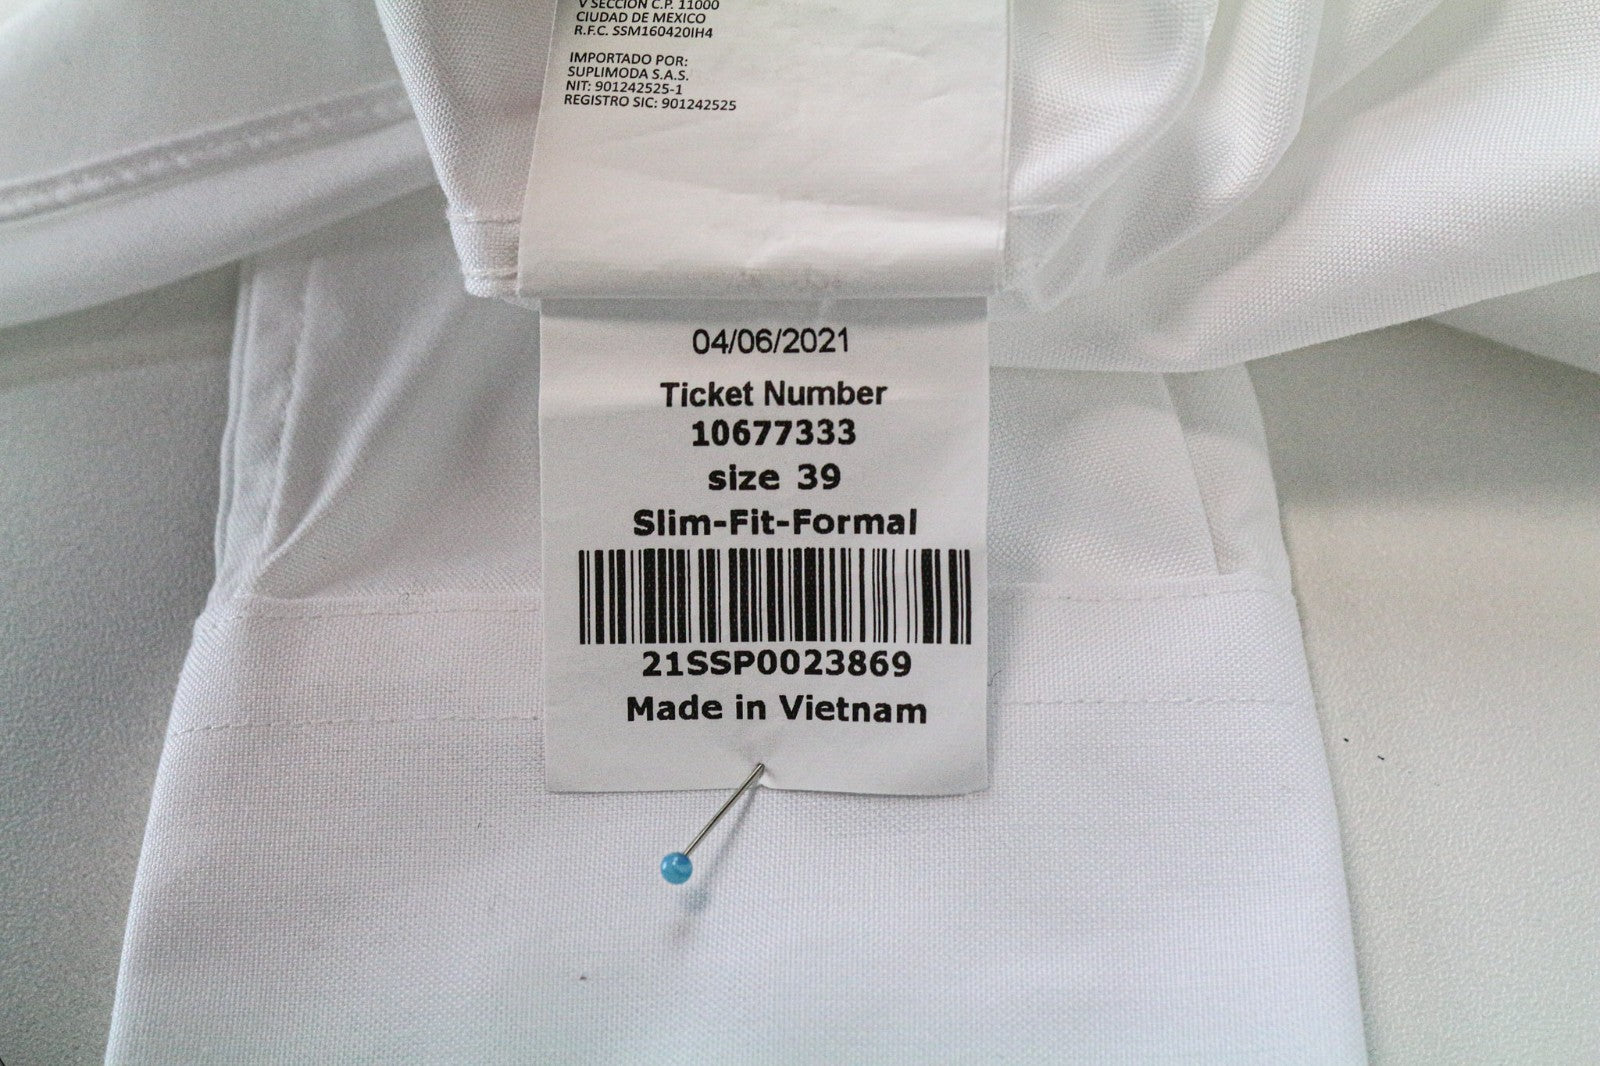 V SECCIÓN C.P. 11000
CIUDAD DE MEXICO
R.F.C. SSM160420IH4
IMPORTADO POR:
SUPLIMODA S.A.S.
NIT: 901242525-1
REGISTRO SIC: 901242525
04/06/2021
Ticket Number
10677333
size 39
Slim-Fit-Formal
21SSP0023869
Made in Vietnam